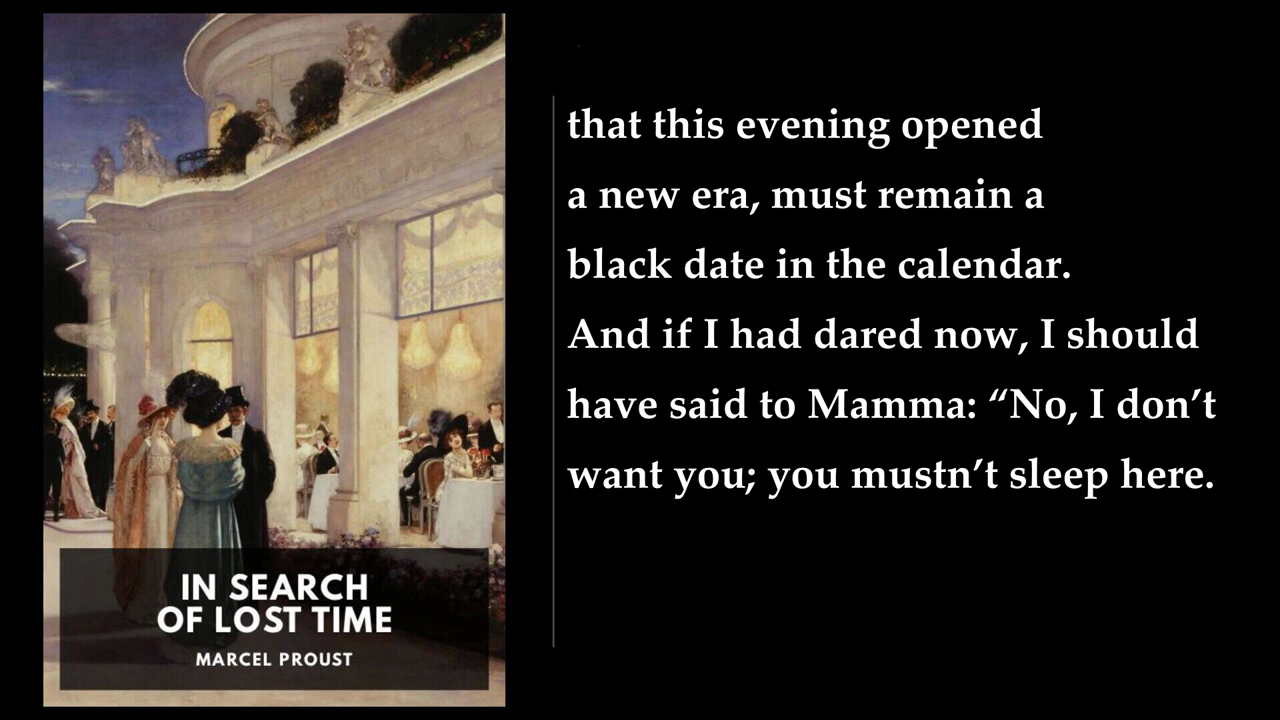 that this evening opened
a new era, must remain a
black date in the calendar.
And if I had dared now, I should
have said to Mamma: “No, I don’t
want you; you mustn’t sleep here.
IN SEARCH
OF LOST TIME
MARCEL PROUST